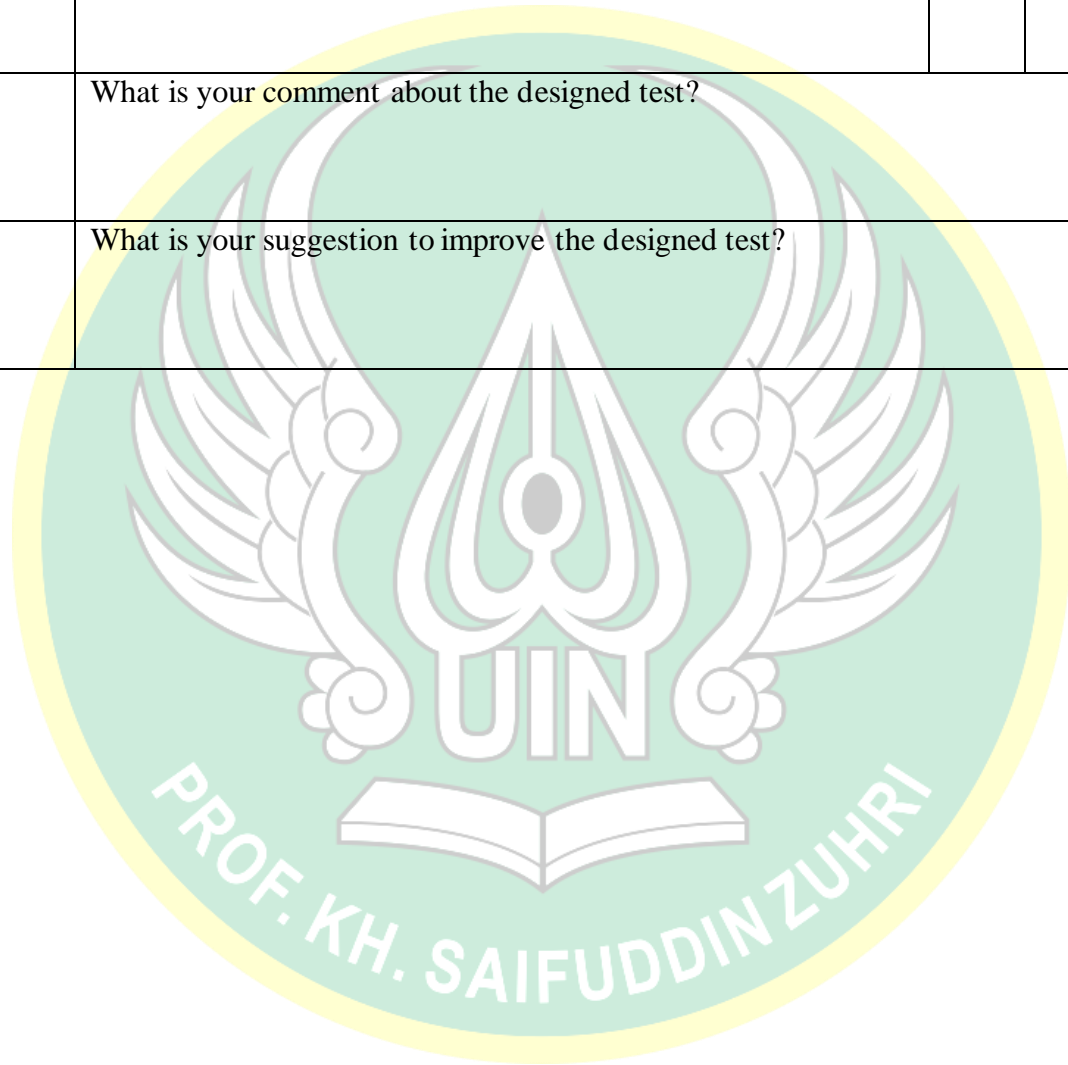 What is your comment about the designed test?
What is your suggestion to improve the designed test?
UIN
PROF. KH. SAIFUDDIN ZUHRI